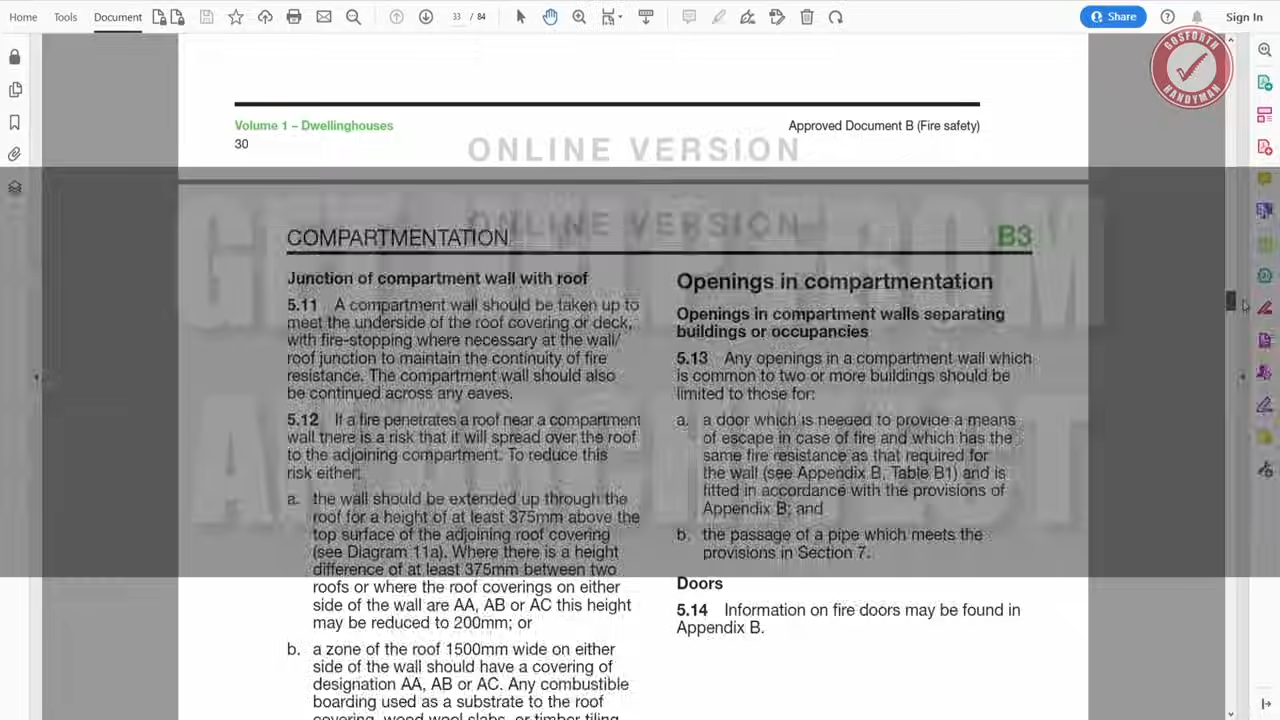 Home Tools Document 33 / 84 Share Sign In
GOSFORTH
HANDYMAN
Volume 1 – Dwellinghouses Approved Document B (Fire safety)
30
ONLINE VERSION
ONLINE VERSION
COMPARTMENTATION B3
Junction of compartment wall with roof
5.11 A compartment wall should be taken up to
meet the underside of the roof covering or deck,
with fire-stopping where necessary at the wall/
roof junction to maintain the continuity of fire
resistance. The compartment wall should also
be continued across any eaves.
5.12 If a fire penetrates a roof near a compartment
wall there is a risk that it will spread over the roof
to the adjoining compartment. To reduce this
risk either:
a. the wall should be extended up through the
roof for a height of at least 375mm above the
top surface of the adjoining roof covering
(see Diagram 11a). Where there is a height
difference of at least 375mm between two
roofs or where the roof coverings on either
side of the wall are AA, AB or AC this height
may be reduced to 200mm; or
b. a zone of the roof 1500mm wide on either
side of the wall should have a covering of
designation AA, AB or AC. Any combustible
boarding used as a substrate to the roof
covering, wood wool slabs, or timber tiling
Openings in compartmentation
Openings in compartment walls separating
buildings or occupancies
5.13 Any openings in a compartment wall which
is common to two or more buildings should be
limited to those for:
a. a door which is needed to provide a means
of escape in case of fire and which has the
same fire resistance as that required for
the wall (see Appendix B, Table B1) and is
fitted in accordance with the provisions of
Appendix B; and
b. the passage of a pipe which meets the
provisions in Section 7.
Doors
5.14 Information on fire doors may be found in
Appendix B.